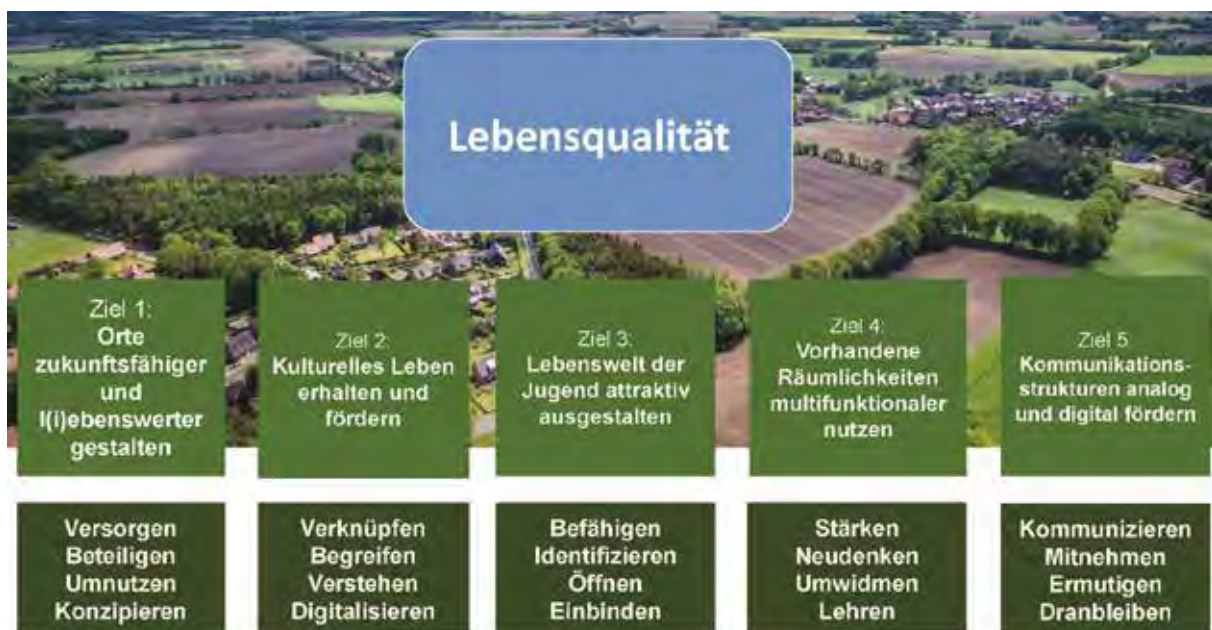 Lebensqualität
Ziel 1:
Orte
zukunftsfähiger
und
l(i)ebenswerter
gestalten
Ziel 2:
Kulturelles Leben
erhalten und
fördern
Ziel 3:
Lebenswelt der
Jugend attraktiv
ausgestalten
Ziel 4:
Vorhandene
Räumlichkeiten
multifunktionaler
nutzen
Ziel 5
Kommunikations-
strukturen analog
und digital fördern
Versorgen
Beteiligen
Umnutzen
Konzipieren
Verknüpfen
Begreifen
Verstehen
Digitalisieren
Befähigen
Identifizieren
Öffnen
Einbinden
Stärken
Neudenken
Umwidmen
Lehren
Kommunizieren
Mitnehmen
Ermutigen
Dranbleiben